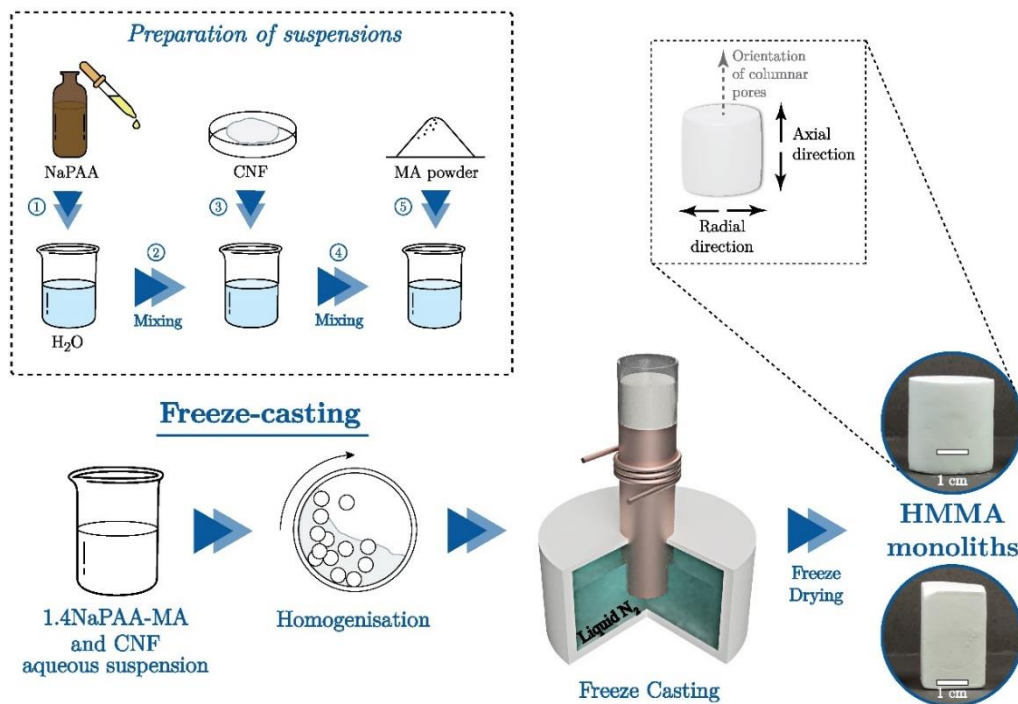 Preparation of suspensions
NaPAA
CNF
MA powder
①
③
⑤
②
④
Mixing
Mixing
H₂O
Orientation
of columnar
pores
Axial
direction
Radial
direction
Freeze-casting
1.4NaPAA-MA
and CNF
aqueous suspension
Homogenisation
Liquid N₂
Freeze Casting
Freeze
Drying
1 cm
HMMA
monoliths
1 cm